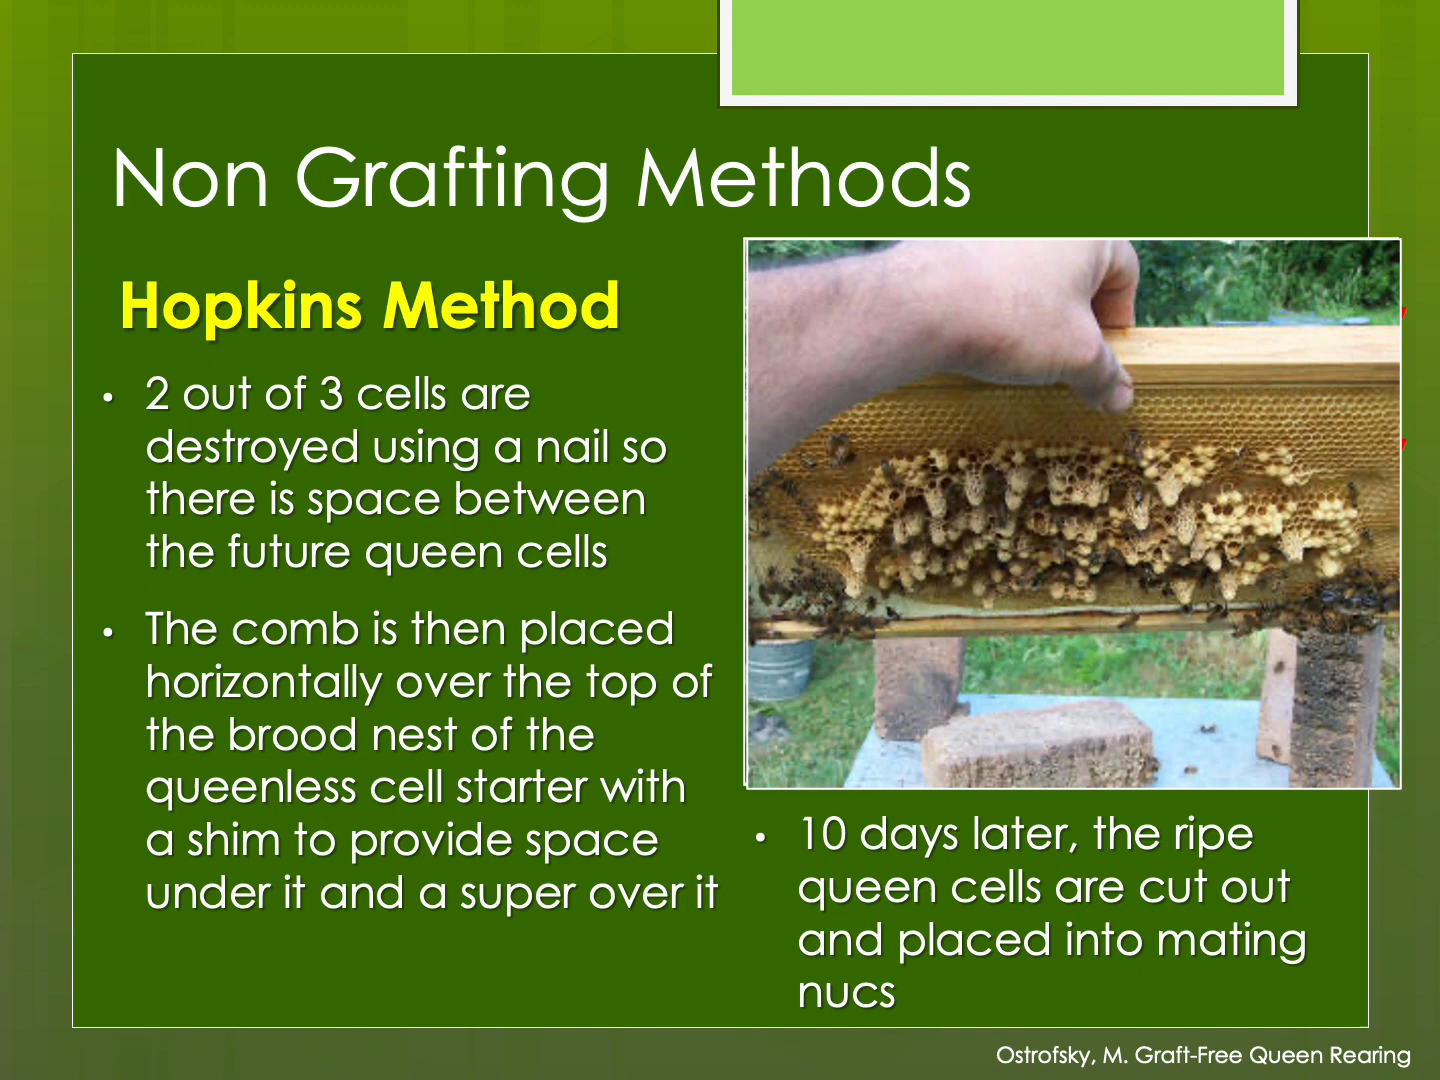 Non Grafting Methods
Hopkins Method
• 2 out of 3 cells are
destroyed using a nail so
there is space between
the future queen cells
• The comb is then placed
horizontally over the top of
the brood nest of the
queenless cell starter with
a shim to provide space
under it and a super over it
• 10 days later, the ripe
queen cells are cut out
and placed into mating
nucs
Ostrofsky, M. Graft-Free Queen Rearing